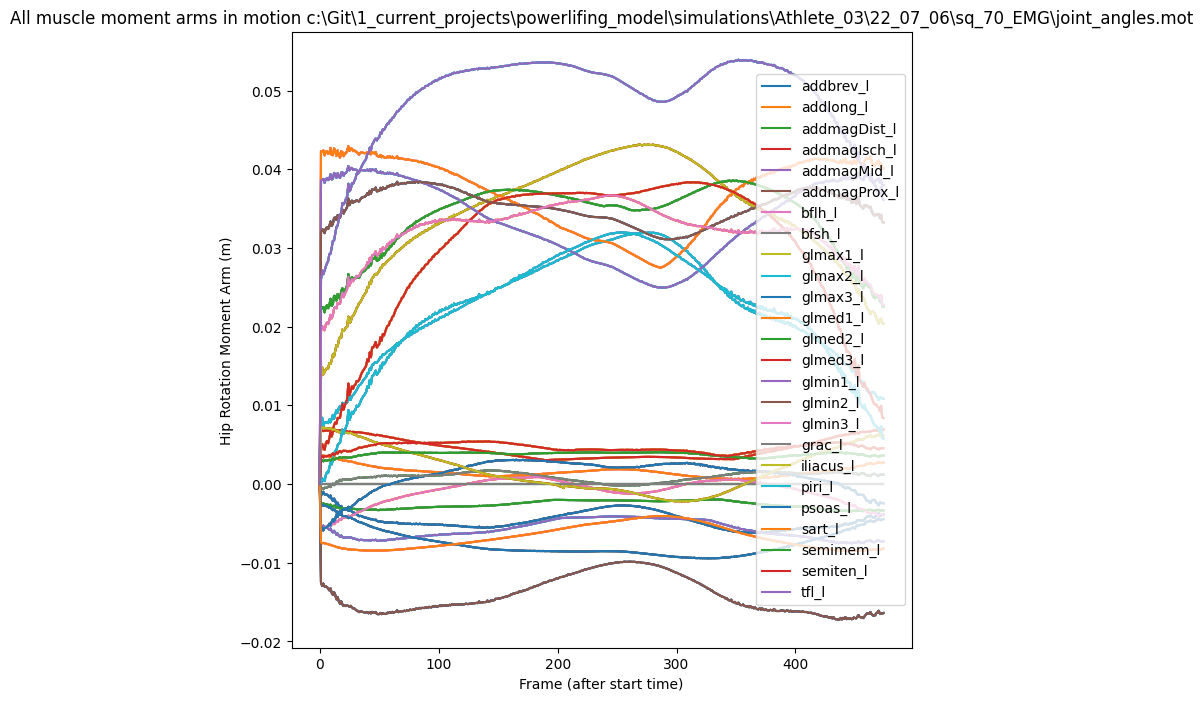 All muscle moment arms in motion c:\Git\1_current_projects\powerlifing_model\simulations\Athlete_03\22_07_06\sq_70_EMG\joint_angles.mot
Hip Rotation Moment Arm (m)
0.05
0.04
0.03
0.02
0.01
0.00
−0.01
−0.02
addbrev_l
addlong_l
addmagDist_l
addmagIsch_l
addmagMid_l
addmagProx_l
bflh_l
bfsh_l
glmax1_l
glmax2_l
glmax3_l
glmed1_l
glmed2_l
glmed3_l
glmin1_l
glmin2_l
glmin3_l
grac_l
iliacus_l
piri_l
psoas_l
sart_l
semimem_l
semiten_l
tfl_l
0 100 200 300 400
Frame (after start time)